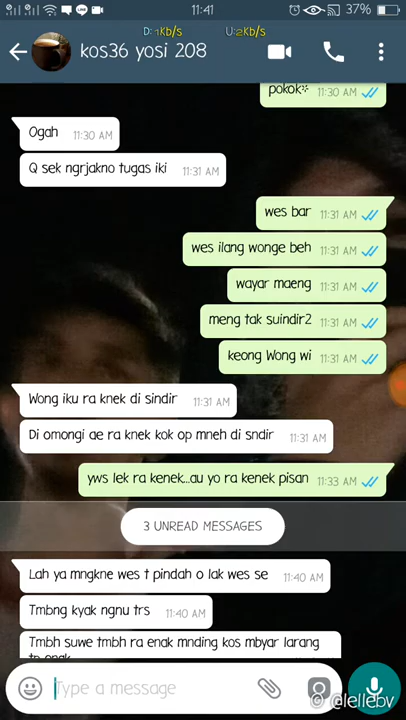 11:41
37%
D: 1Kb/s U:2Kb/s
kos36 yosi 208
pokok* 11:30 AM
Ogah 11:30 AM
Q sek ngrjakno tugas iki 11:31 AM
wes bar 11:31 AM
wes ilang wonge beh 11:31 AM
wayar maeng 11:31 AM
meng tak suindir2 11:31 AM
keong Wong wi 11:31 AM
Wong iku ra knek di sindir 11:31 AM
Di omongi ae ra knek kok op mneh di sndir 11:31 AM
yws lek ra kenek...au yo ra kenek pisan 11:33 AM
3 UNREAD MESSAGES
Lah ya mngkne wes t pindah o lak wes se 11:40 AM
Tmbng kyak ngnu trs 11:40 AM
Tmbh suwe tmbh ra enak mnding kos mbyar larang
Type a message
© @lellebv